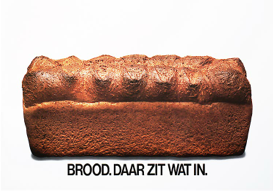 BROOD. DAAR ZIT WAT IN.